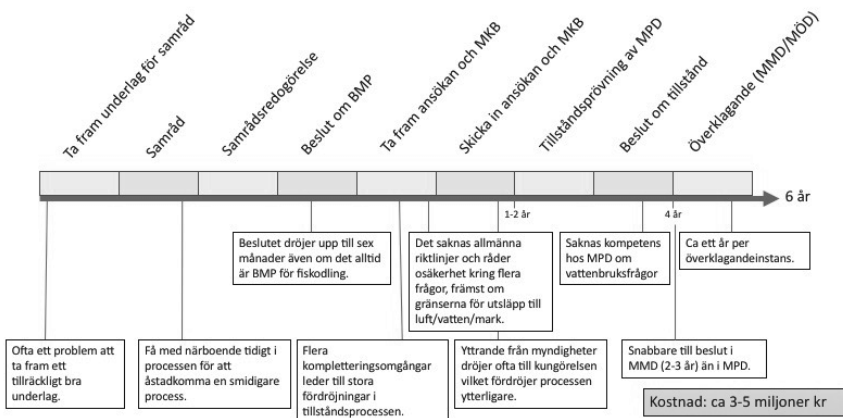 Ta fram underlag för samråd
Samråd
Samrådsredogörelse
Beslut om BMP
Ta fram ansökan och MKB
Skicka in ansökan och MKB
Tillståndsprövning av MPD
Beslut om tillstånd
Överklagande (MMD/MÖD)
6 år
1-2 år
4 år
Beslutet dröjer upp till sex
månader även om det alltid
är BMP för fiskodling.
Det saknas allmänna
riktlinjer och råder
osäkerhet kring flera
frågor, främst om
gränserna för utsläpp till
luft/vatten/mark.
Saknas kompetens
hos MPD om
vattenbruksfrågor
Ca ett år per
överklagandeinstans.
Ofta ett problem att
ta fram ett
tillräckligt bra
underlag.
Få med närboende tidigt i
processen för att
åstadkomma en smidigare
process.
Flera
kompletteringsomgångar
leder till stora
fördröjningar i
tillståndsprocessen.
Yttrande från myndigheter
dröjer ofta till kungörelsen
vilket fördröjer processen
ytterligare.
Snabbare till beslut i
MMD (2-3 år) än i MPD.
Kostnad: ca 3-5 miljoner kr